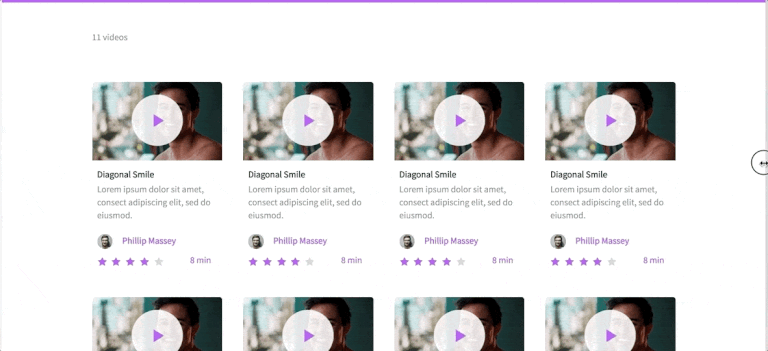 11 videos
Diagonal Smile
Lorem ipsum dolor sit amet,
consect adipiscing elit, sed do
eiusmod.
Phillip Massey
8 min
Diagonal Smile
Lorem ipsum dolor sit amet,
consect adipiscing elit, sed do
eiusmod.
Phillip Massey
8 min
Diagonal Smile
Lorem ipsum dolor sit amet,
consect adipiscing elit, sed do
eiusmod.
Phillip Massey
8 min
Diagonal Smile
Lorem ipsum dolor sit amet,
consect adipiscing elit, sed do
eiusmod.
Phillip Massey
8 min